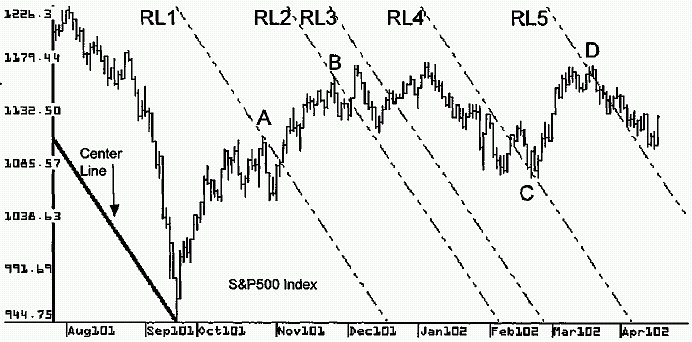 1226.3
RL1
RL2
RL3
RL4
RL5
1179.44
D
B
1132.50
A
1085.57
Center
Line
C
1038.63
991.69
S&P500 Index
944.75
Aug101
Sep101
Oct101
Nov101
Dec101
Jan102
Feb102
Mar102
Apr102